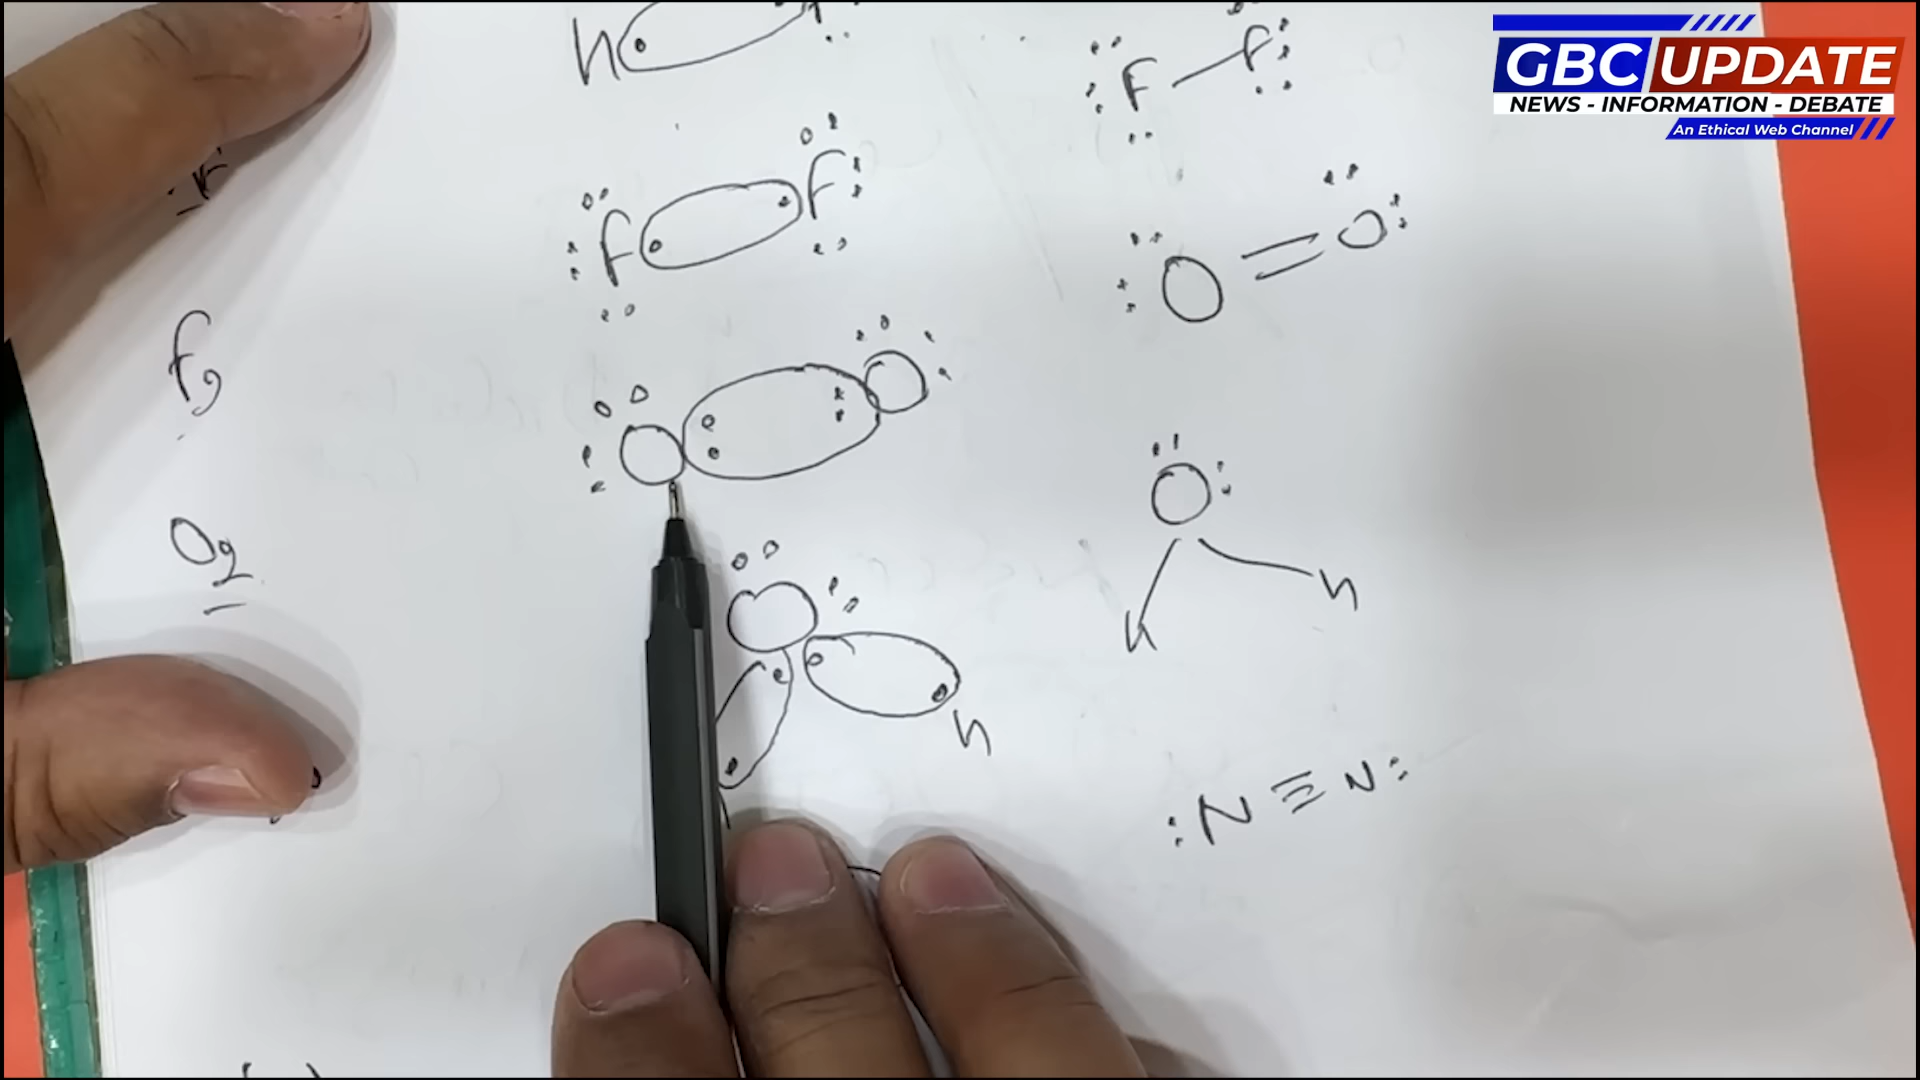 GBC UPDATE
NEWS - INFORMATION - DEBATE
An Ethical Web Channel
H
F - F
F F
O = O
F2
O O
O2
O
H H
O
H
:N ≡ N: